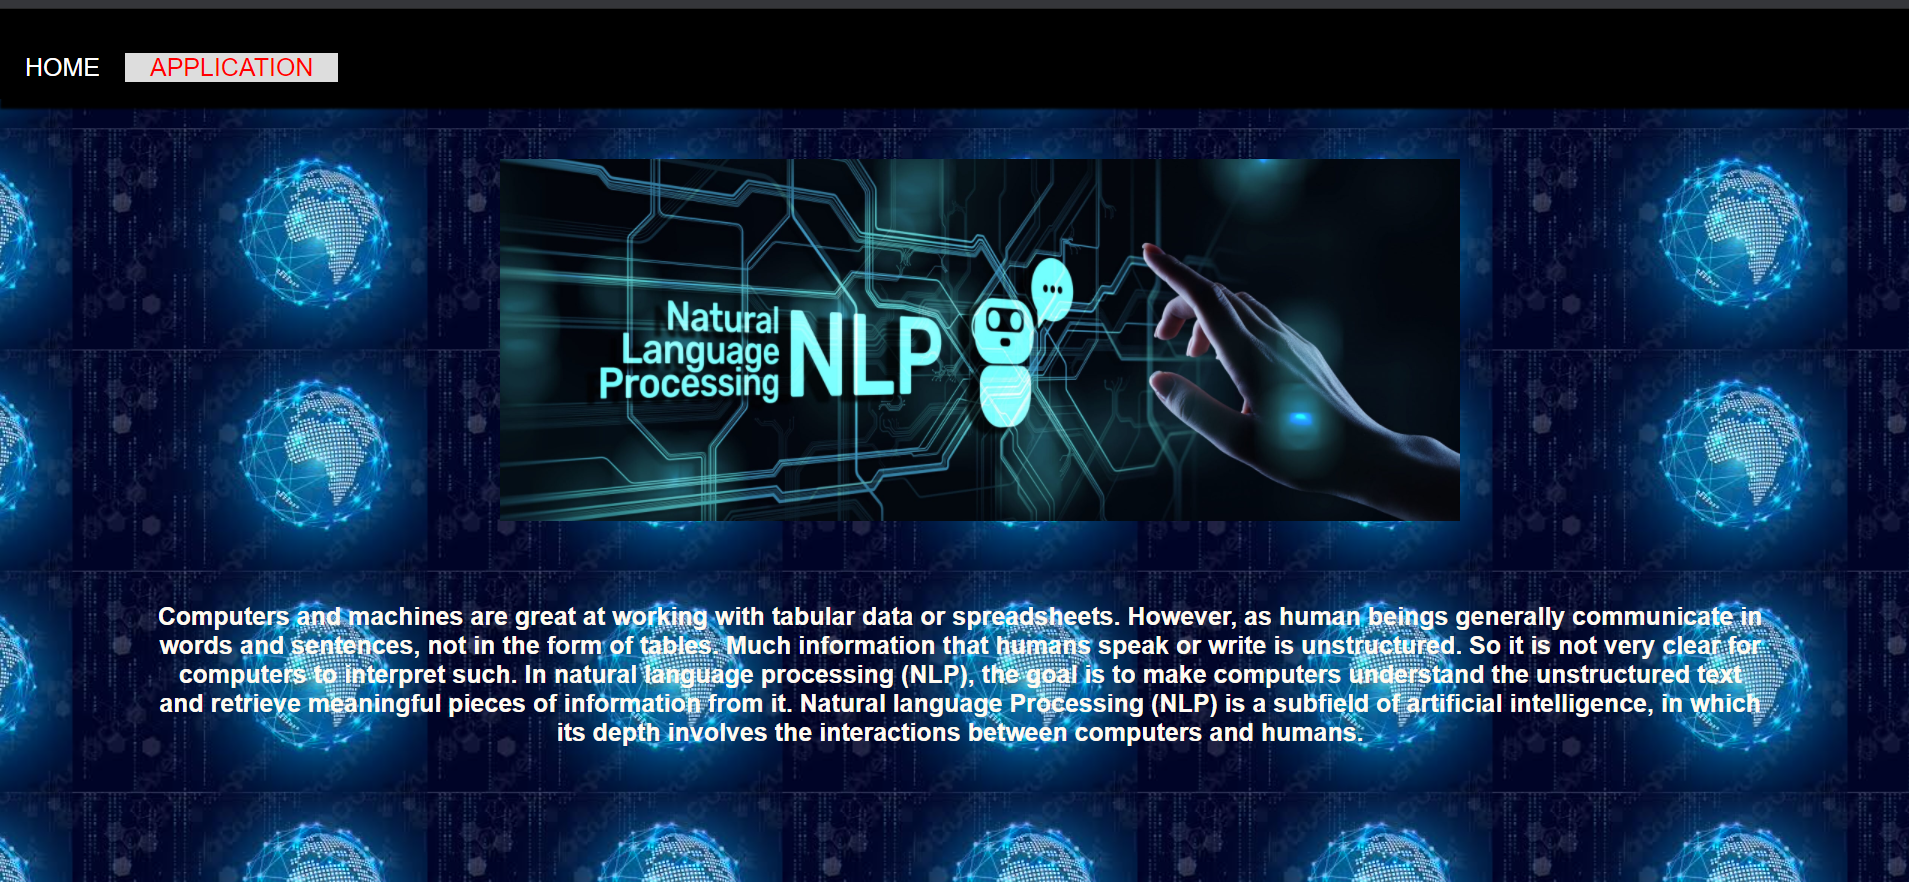 HOME
APPLICATION
Natural
Language
Processing
NLP
Computers and machines are great at working with tabular data or spreadsheets. However, as human beings generally communicate in
words and sentences, not in the form of tables. Much information that humans speak or write is unstructured. So it is not very clear for
computers to interpret such. In natural language processing (NLP), the goal is to make computers understand the unstructured text
and retrieve meaningful pieces of information from it. Natural language Processing (NLP) is a subfield of artificial intelligence, in which
its depth involves the interactions between computers and humans.